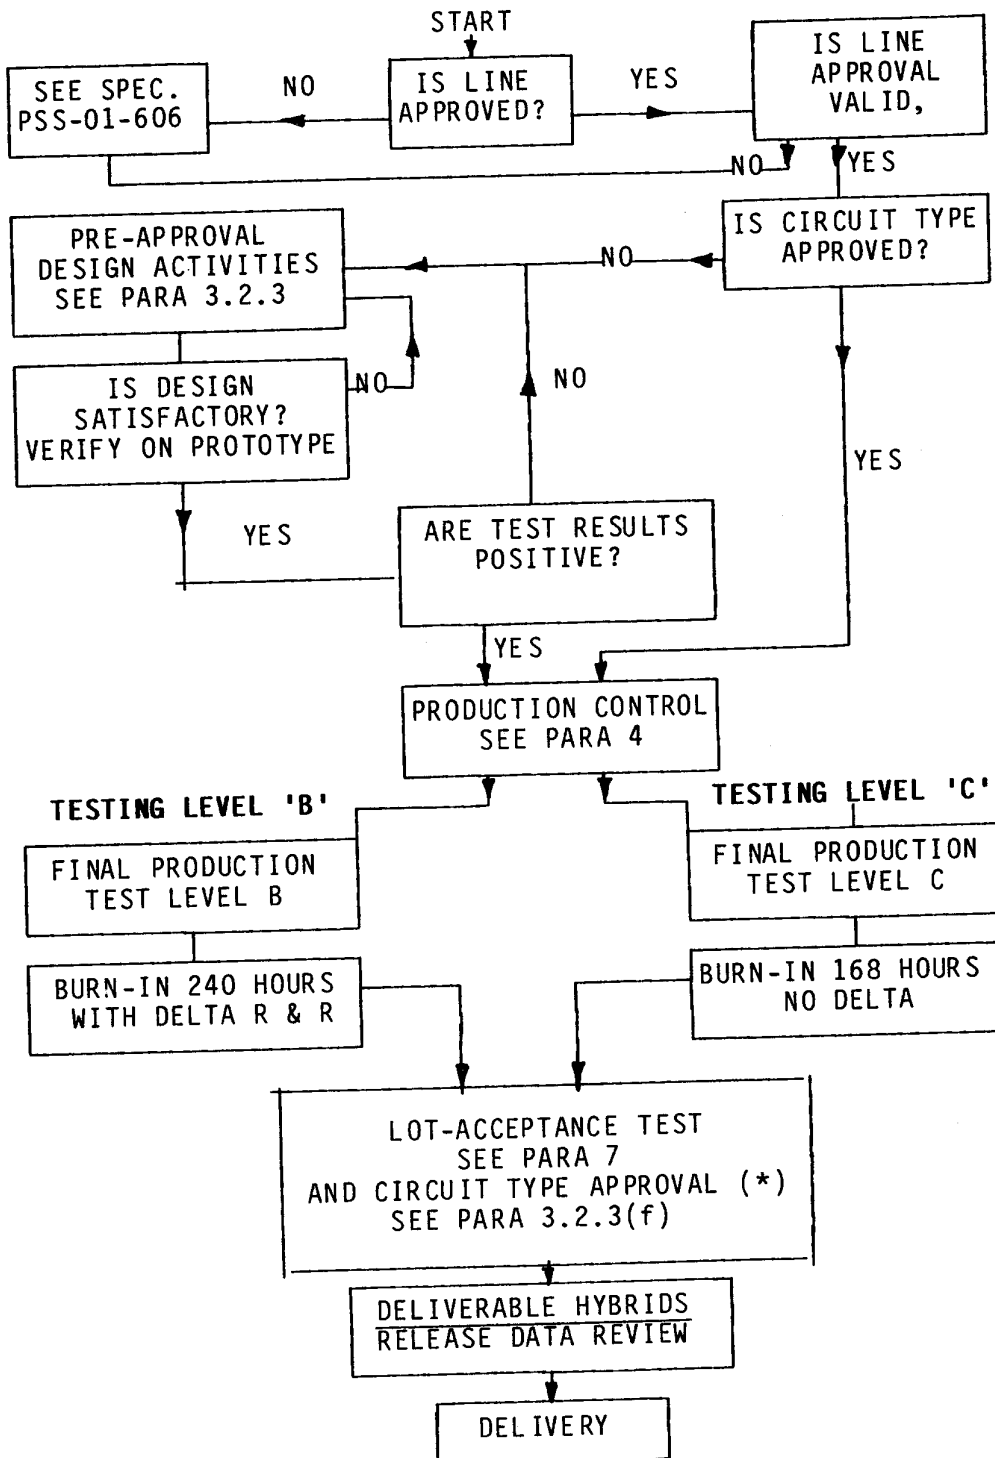 START
IS LINE
APPROVED?
NO
YES
SEE SPEC.
PSS-01-606
IS LINE
APPROVAL
VALID,
NO
YES
IS CIRCUIT TYPE
APPROVED?
NO
PRE-APPROVAL
DESIGN ACTIVITIES
SEE PARA 3.2.3
IS DESIGN
SATISFACTORY?
VERIFY ON PROTOTYPE
NO
NO
YES
YES
ARE TEST RESULTS
POSITIVE?
YES
PRODUCTION CONTROL
SEE PARA 4
TESTING LEVEL 'B'
TESTING LEVEL 'C'
FINAL PRODUCTION
TEST LEVEL B
FINAL PRODUCTION
TEST LEVEL C
BURN-IN 240 HOURS
WITH DELTA R & R
BURN-IN 168 HOURS
NO DELTA
LOT-ACCEPTANCE TEST
SEE PARA 7
AND CIRCUIT TYPE APPROVAL (*)
SEE PARA 3.2.3(f)
DELIVERABLE HYBRIDS
RELEASE DATA REVIEW
DELIVERY